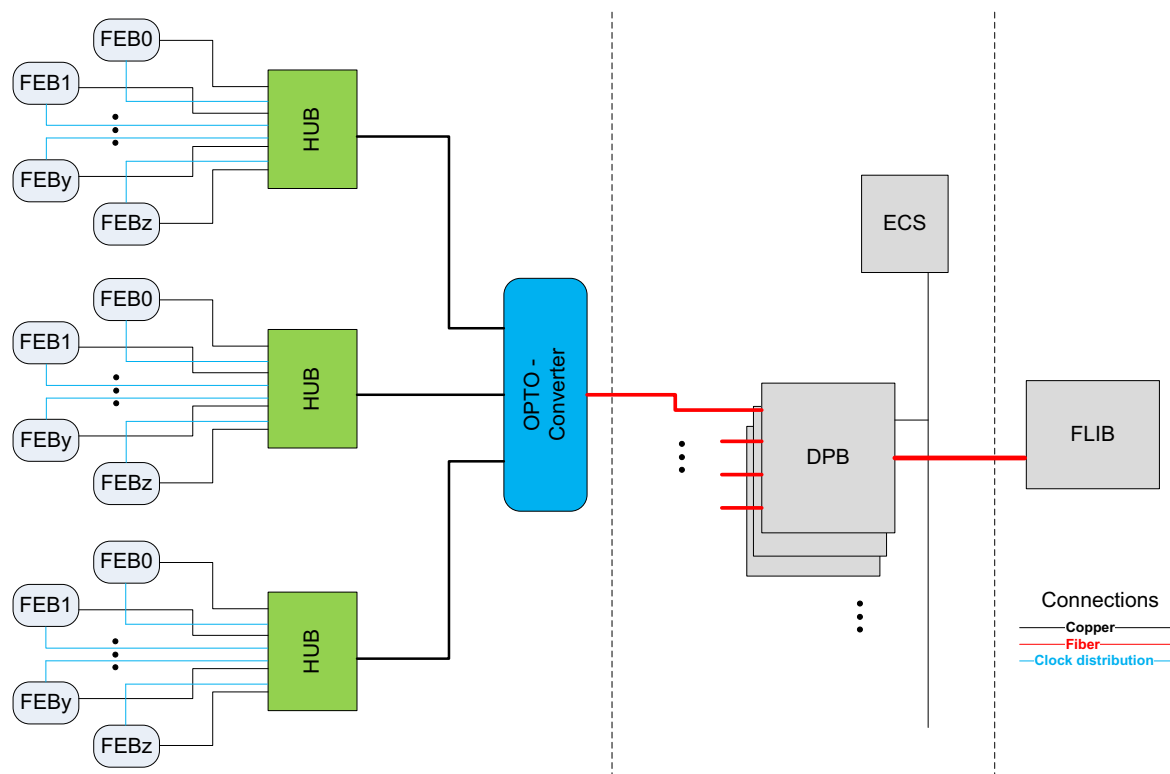 FEB0
FEB1
FEBy
FEBz
HUB
FEB0
FEB1
FEBy
FEBz
HUB
FEB0
FEB1
FEBy
FEBz
HUB
OPTO -
Converter
ECS
DPB
FLIB
Connections
Copper
Fiber
Clock distribution